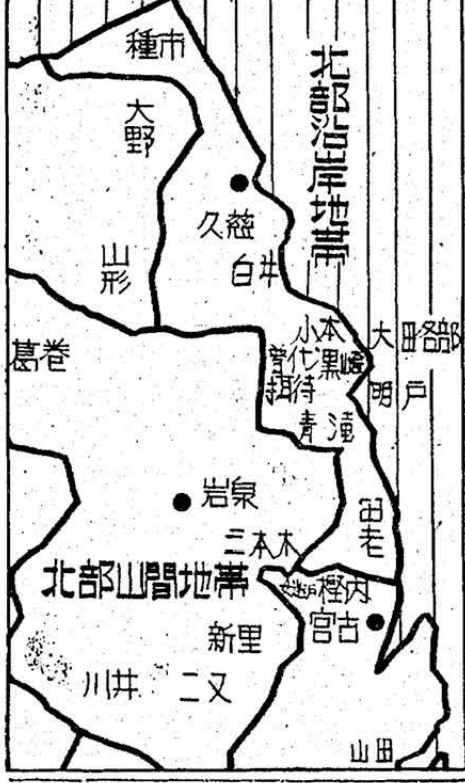 北部沿岸地帯
種市
大野
久慈
山形
白井
小本
大田名部
葛巻
普代
黒崎
明戸
青滝
岩泉
田老
三本木
北部山間地帯
樫内
新里
宮古
川井
二又
山田